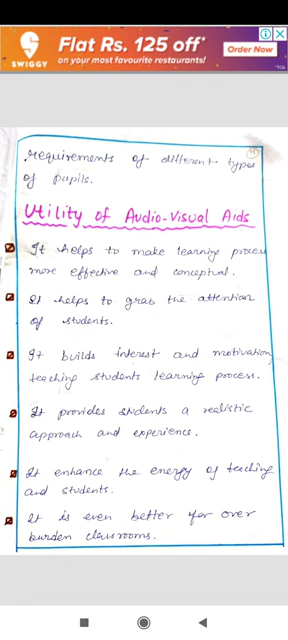 SWIGGY
Flat Rs. 125 off*
on your most favourite restaurants!
Order Now
requirements of different types
of pupils.
Utility of Audio-Visual Aids
It helps to make learning process
more effective and conceptual.
It helps to grab the attention
of students.
It builds interest and motivation,
teaching students learning process.
It provides students a realistic
approach and experience.
It enhance the energy of teaching
and students.
It is even better for over
burden classrooms.